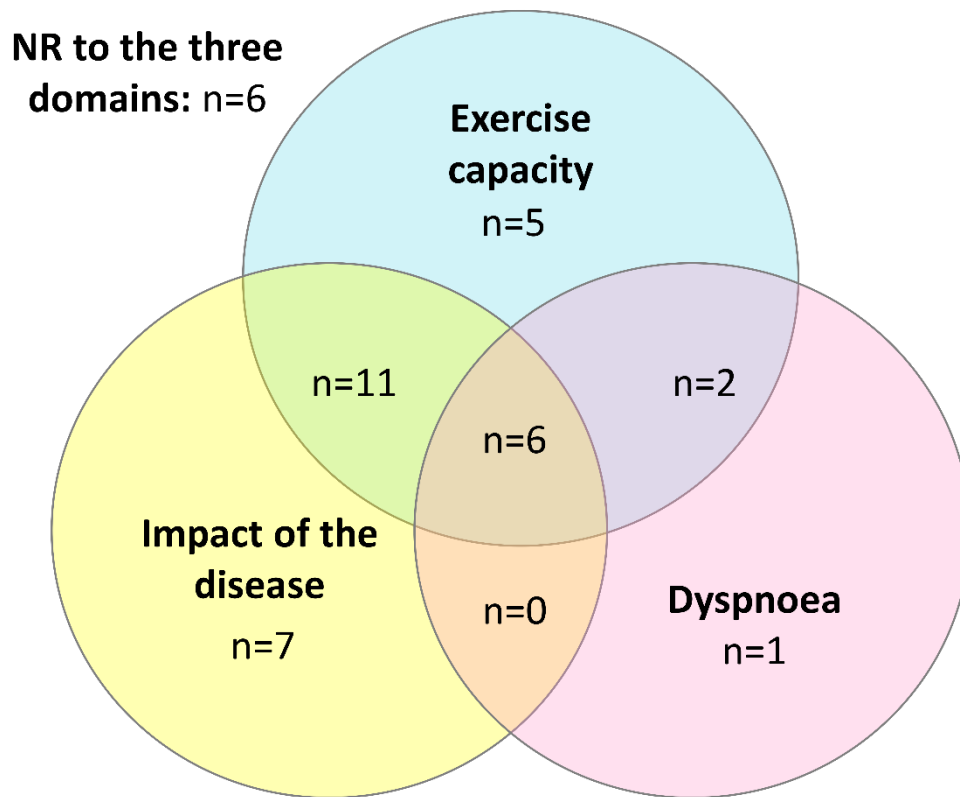 NR to the three
domains: n=6
Exercise
capacity
n=5
n=11
n=2
n=6
Impact of the
disease
n=7
n=0
Dyspnoea
n=1